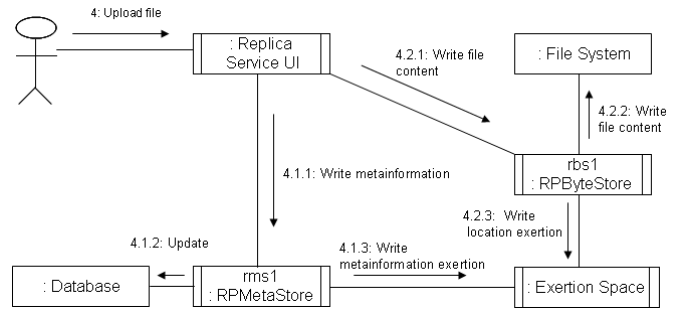 4: Upload file
: Replica
Service UI
4.2.1: Write file
content
: File System
4.2.2: Write
file content
rbs1
: RPByteStore
4.1.1: Write metainformation
4.2.3: Write
location exertion
4.1.2: Update
4.1.3: Write
metainformation exertion
: Database
rms1
: RPMetaStore
: Exertion Space